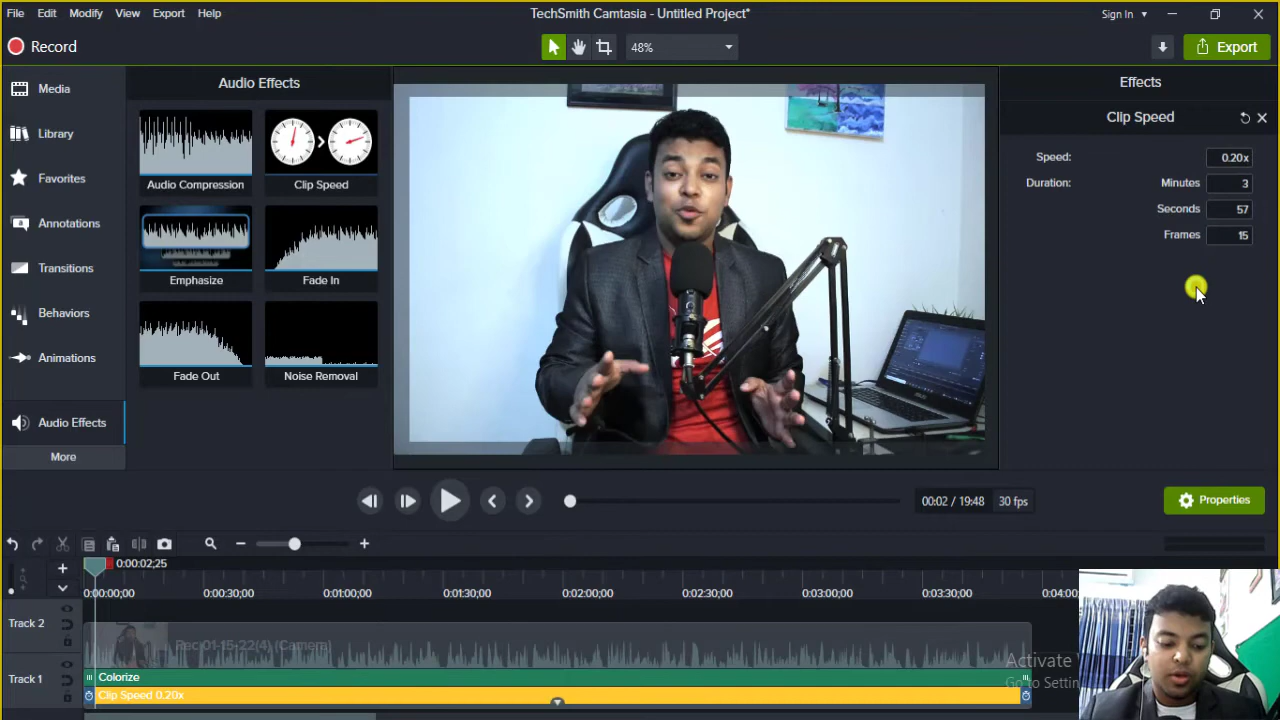 TechSmith Camtasia - Untitled Project*
File Edit Modify View Export Help
Sign In
Record
48%
Export
Media
Library
Favorites
Annotations
Transitions
Behaviors
Animations
Audio Effects
More
Audio Effects
Audio Compression
Clip Speed
Emphasize
Fade In
Fade Out
Noise Removal
Effects
Clip Speed
Speed: 0.20x
Duration: Minutes 3
Seconds 57
Frames 15
00:02 / 19:48 30 fps
Properties
0:00:02;25
0:00:00;00 0:00:30;00 0:01:00;00 0:01:30;00 0:02:00;00 0:02:30;00 0:03:00;00 0:03:30;00 0:04:0
Track 2
Rec 01-15-22(4) (Camera)
Track 1
Colorize
Clip Speed 0.20x
Activate
Go to Settin